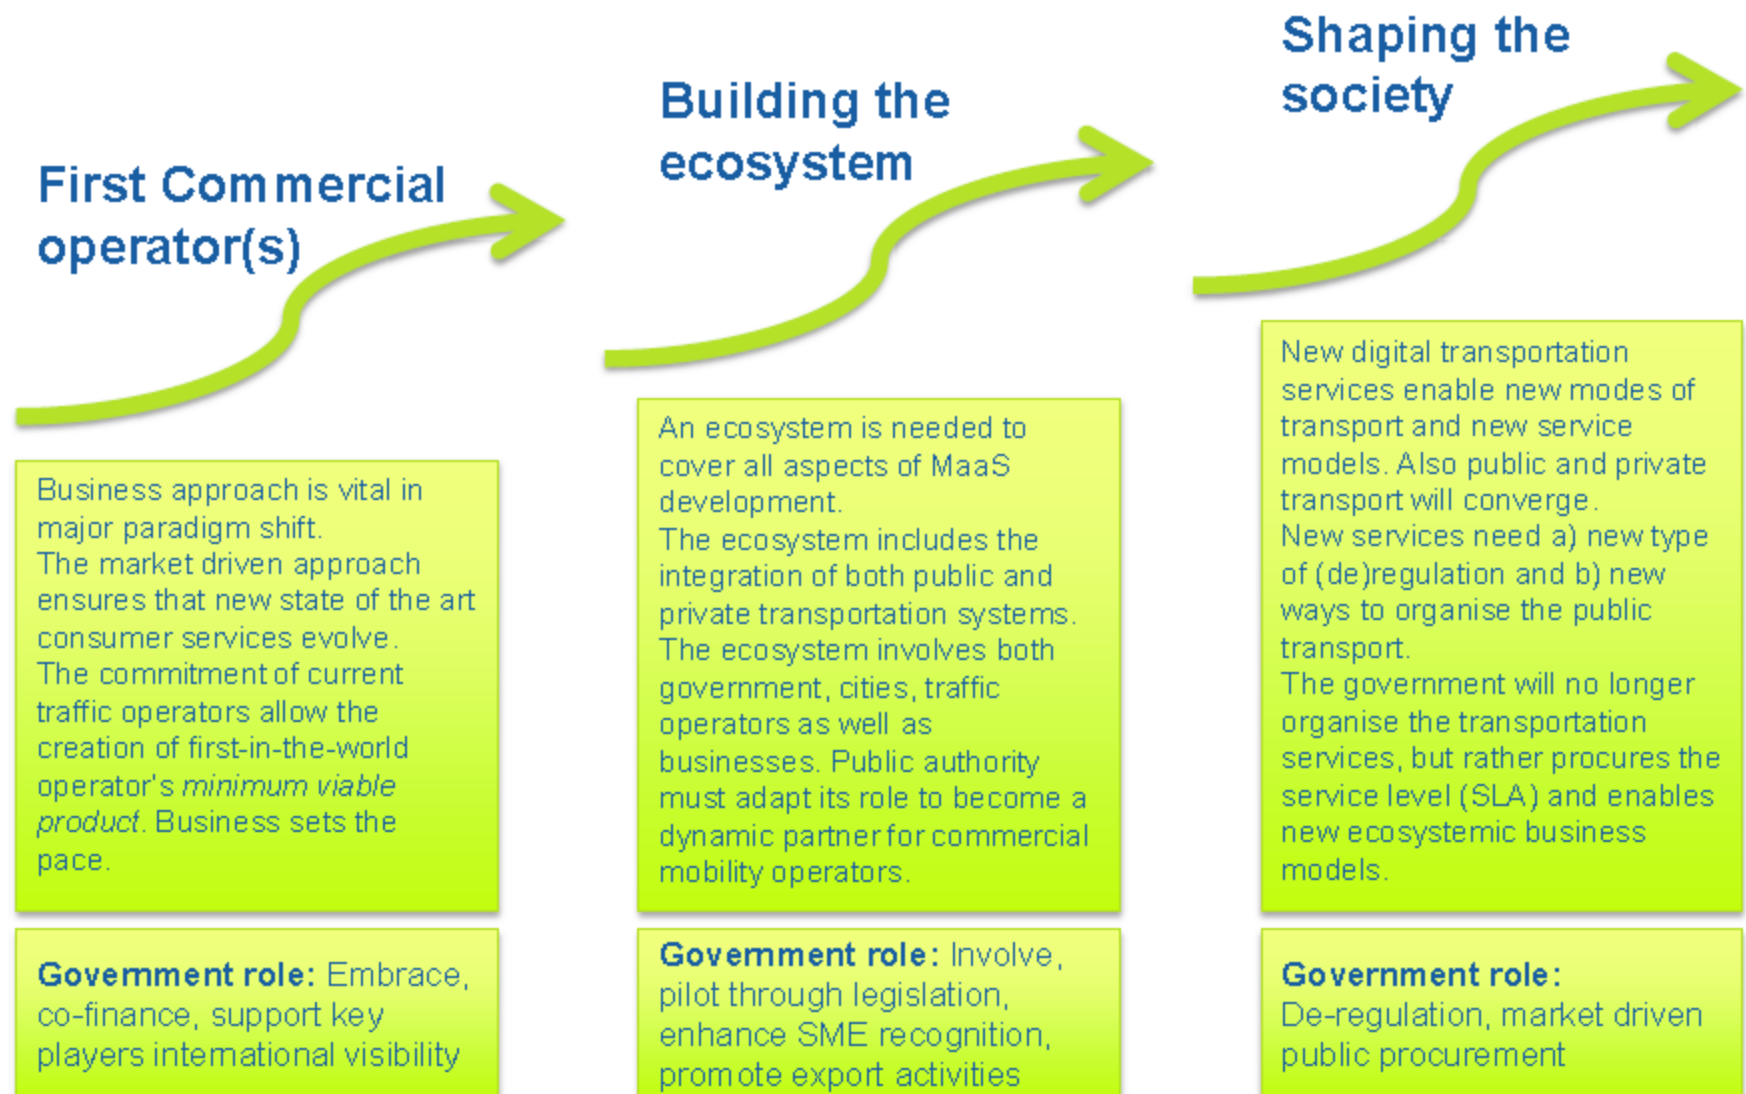 First Commercial
operator(s)
Business approach is vital in
major paradigm shift.
The market driven approach
ensures that new state of the art
consumer services evolve.
The commitment of current
traffic operators allow the
creation of first-in-the-world
operator's minimum viable
product. Business sets the
pace.
Government role: Embrace,
co-finance, support key
players international visibility
Building the
ecosystem
An ecosystem is needed to
cover all aspects of MaaS
development.
The ecosystem includes the
integration of both public and
private transportation systems.
The ecosystem involves both
government, cities, traffic
operators as well as
businesses. Public authority
must adapt its role to become a
dynamic partner for commercial
mobility operators.
Government role: Involve,
pilot through legislation,
enhance SME recognition,
promote export activities
Shaping the
society
New digital transportation
services enable new modes of
transport and new service
models. Also public and private
transport will converge.
New services need a) new type
of (de)regulation and b) new
ways to organise the public
transport.
The government will no longer
organise the transportation
services, but rather procures the
service level (SLA) and enables
new ecosystemic business
models.
Government role:
De-regulation, market driven
public procurement